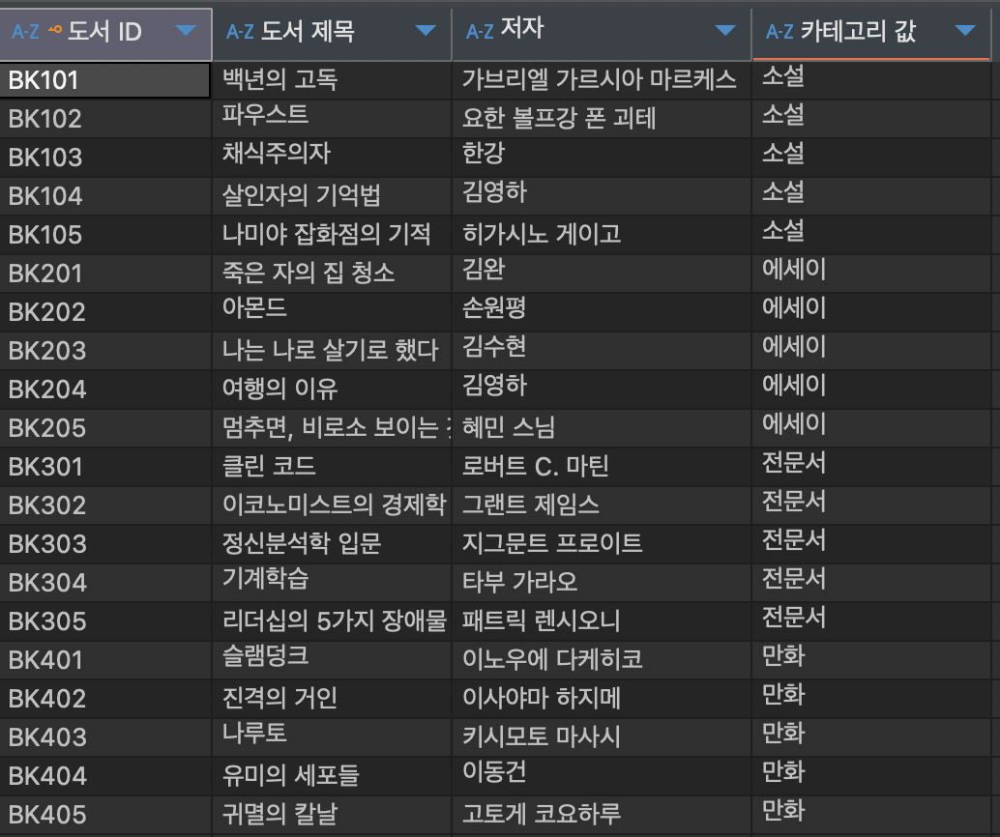 A-Z 도서 ID A-Z 도서 제목 A-Z 저자 A-Z 카테고리 값
BK101 백년의 고독 가브리엘 가르시아 마르케스 소설
BK102 파우스트 요한 볼프강 폰 괴테 소설
BK103 채식주의자 한강 소설
BK104 살인자의 기억법 김영하 소설
BK105 나미야 잡화점의 기적 히가시노 게이고 소설
BK201 죽은 자의 집 청소 김완 에세이
BK202 아몬드 손원평 에세이
BK203 나는 나로 살기로 했다 김수현 에세이
BK204 여행의 이유 김영하 에세이
BK205 멈추면, 비로소 보이는 혜민 스님 에세이
BK301 클린 코드 로버트 C. 마틴 전문서
BK302 이코노미스트의 경제학 그랜트 제임스 전문서
BK303 정신분석학 입문 지그문트 프로이트 전문서
BK304 기계학습 타부 가라오 전문서
BK305 리더십의 5가지 장애물 패트릭 렌시오니 전문서
BK401 슬램덩크 이노우에 다케히코 만화
BK402 진격의 거인 이사야마 하지메 만화
BK403 나루토 키시모토 마사시 만화
BK404 유미의 세포들 이동건 만화
BK405 귀멸의 칼날 고토게 코요하루 만화